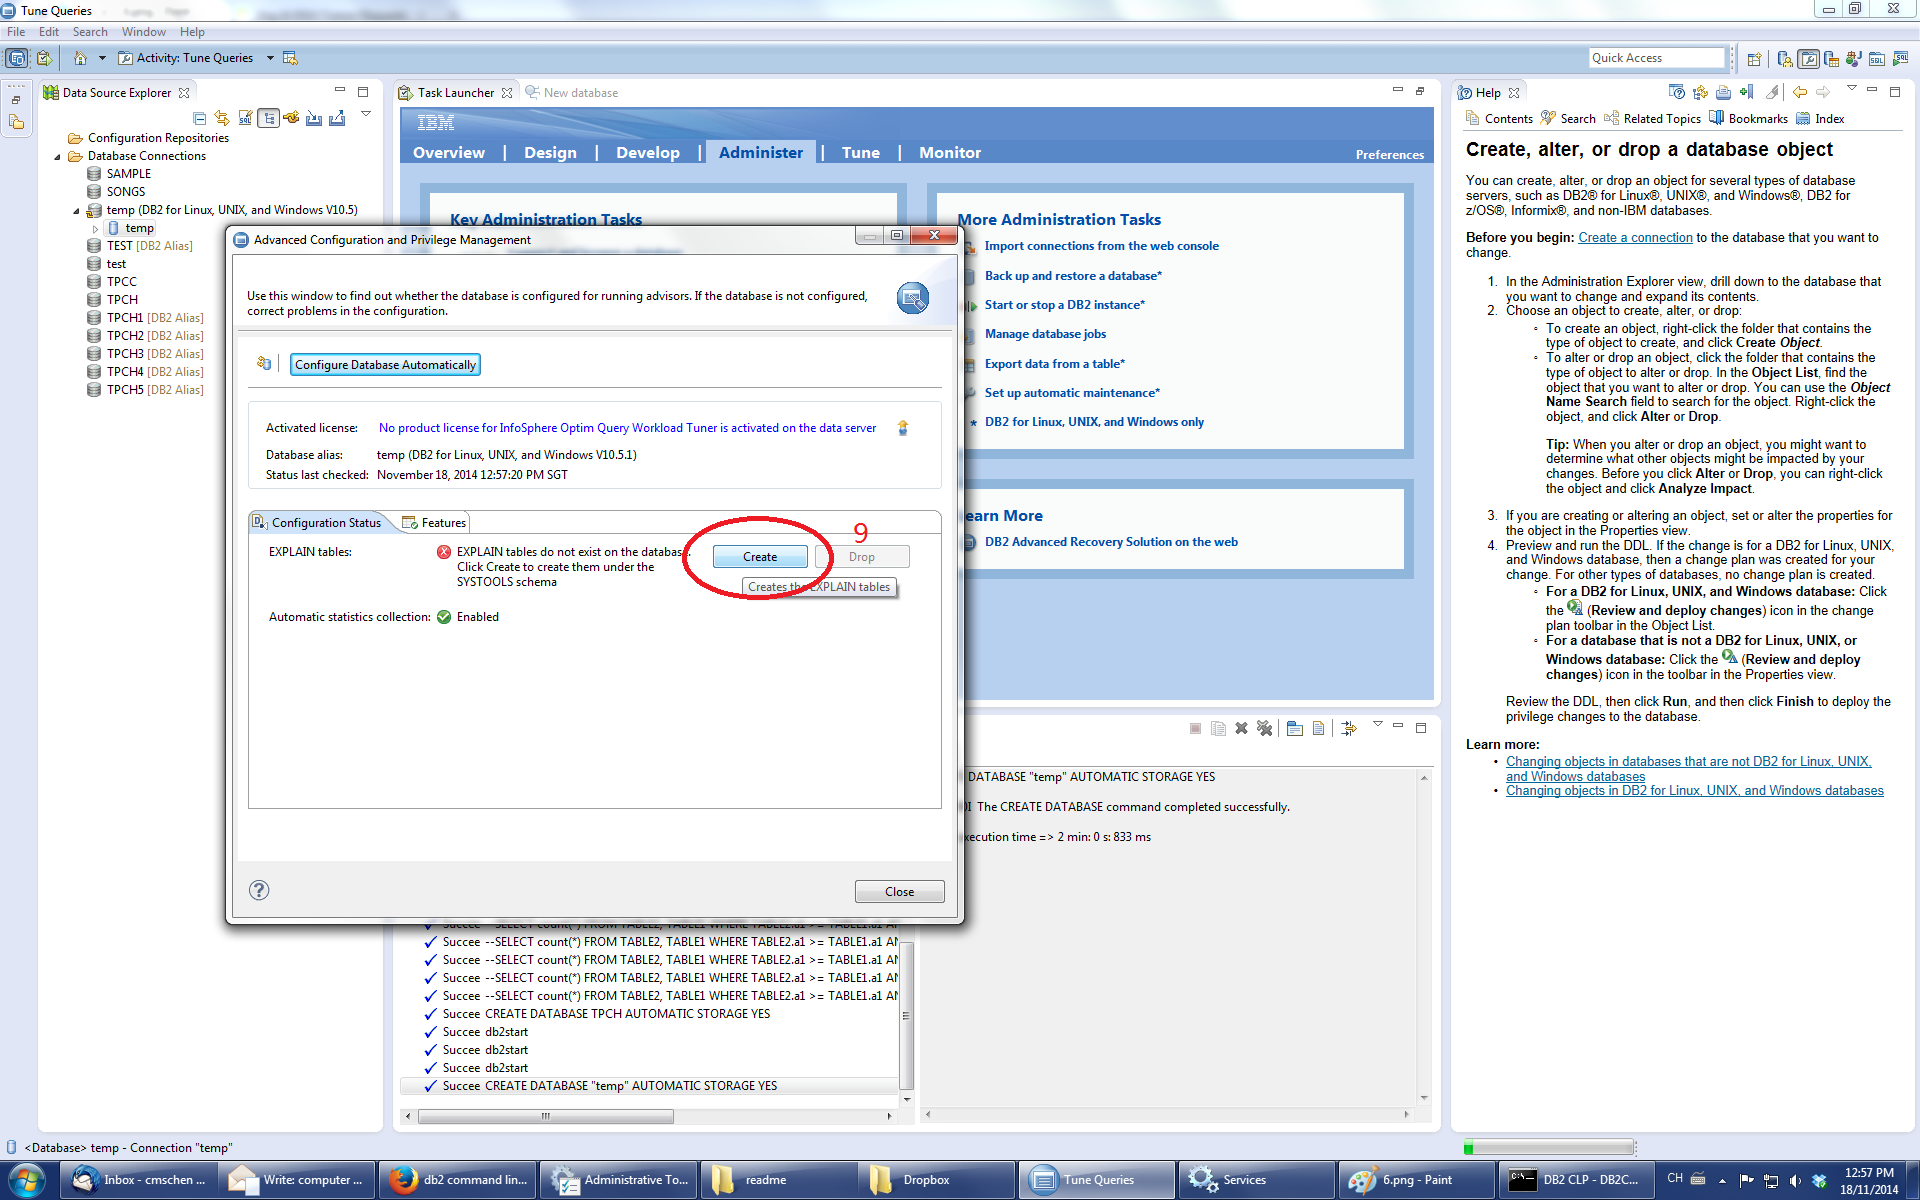 Tune Queries
File Edit Search Window Help
Activity: Tune Queries
Quick Access
Data Source Explorer
Configuration Repositories
Database Connections
SAMPLE
SONGS
temp (DB2 for Linux, UNIX, and Windows V10.5)
temp
TEST [DB2 Alias]
test
TPCC
TPCH
TPCH1 [DB2 Alias]
TPCH2 [DB2 Alias]
TPCH3 [DB2 Alias]
TPCH4 [DB2 Alias]
TPCH5 [DB2 Alias]
Task Launcher
New database
IBM
Overview | Design | Develop | Administer | Tune | Monitor
Preferences
Key Administration Tasks
More Administration Tasks
Import connections from the web console
Back up and restore a database*
Start or stop a DB2 instance*
Manage database jobs
Export data from a table*
Set up automatic maintenance*
* DB2 for Linux, UNIX, and Windows only
earn More
DB2 Advanced Recovery Solution on the web
Advanced Configuration and Privilege Management
Use this window to find out whether the database is configured for running advisors. If the database is not configured,
correct problems in the configuration.
Configure Database Automatically
Activated license: No product license for InfoSphere Optim Query Workload Tuner is activated on the data server
Database alias: temp (DB2 for Linux, UNIX, and Windows V10.5.1)
Status last checked: November 18, 2014 12:57:20 PM SGT
Configuration Status
Features
9
EXPLAIN tables: EXPLAIN tables do not exist on the databas
Click Create to create them under the
SYSTOOLS schema
Create
Drop
Creates the EXPLAIN tables
Automatic statistics collection: Enabled
Close
DATABASE "temp" AUTOMATIC STORAGE YES
I The CREATE DATABASE command completed successfully.
xecution time => 2 min: 0 s: 833 ms
Succee --SELECT count(*) FROM TABLE2, TABLE1 WHERE TABLE2.a1 >= TABLE1.a1 AN
Succee --SELECT count(*) FROM TABLE2, TABLE1 WHERE TABLE2.a1 >= TABLE1.a1 AN
Succee --SELECT count(*) FROM TABLE2, TABLE1 WHERE TABLE2.a1 >= TABLE1.a1 AN
Succee --SELECT count(*) FROM TABLE2, TABLE1 WHERE TABLE2.a1 >= TABLE1.a1 AN
Succee --SELECT count(*) FROM TABLE2, TABLE1 WHERE TABLE2.a1 >= TABLE1.a1 AN
Succee CREATE DATABASE TPCH AUTOMATIC STORAGE YES
Succee db2start
Succee db2start
Succee db2start
Succee CREATE DATABASE "temp" AUTOMATIC STORAGE YES
Help
Contents Search Related Topics Bookmarks Index
Create, alter, or drop a database object
You can create, alter, or drop an object for several types of database
servers, such as DB2® for Linux®, UNIX®, and Windows®, DB2 for
z/OS®, Informix®, and non-IBM databases.
Before you begin: Create a connection to the database that you want to
change.
1. In the Administration Explorer view, drill down to the database that
you want to change and expand its contents.
2. Choose an object to create, alter, or drop:
◦ To create an object, right-click the folder that contains the
type of object to create, and click Create Object.
◦ To alter or drop an object, click the folder that contains the
type of object to alter or drop. In the Object List, find the
object that you want to alter or drop. You can use the Object
Name Search field to search for the object. Right-click the
object, and click Alter or Drop.
Tip: When you alter or drop an object, you might want to
determine what other objects might be impacted by your
changes. Before you click Alter or Drop, you can right-click
the object and click Analyze Impact.
3. If you are creating or altering an object, set or alter the properties for
the object in the Properties view.
4. Preview and run the DDL. If the change is for a DB2 for Linux, UNIX,
and Windows database, then a change plan was created for your
change. For other types of databases, no change plan is created.
◦ For a DB2 for Linux, UNIX, and Windows database: Click
the (Review and deploy changes) icon in the change
plan toolbar in the Object List.
◦ For a database that is not a DB2 for Linux, UNIX, or
Windows database: Click the (Review and deploy
changes) icon in the toolbar in the Properties view.
Review the DDL, then click Run, and then click Finish to deploy the
privilege changes to the database.
Learn more:
• Changing objects in databases that are not DB2 for Linux, UNIX,
and Windows databases
• Changing objects in DB2 for Linux, UNIX, and Windows databases
<Database> temp - Connection "temp"
Inbox - cmschen ...
Write: computer ...
db2 command lin...
Administrative To...
readme
Dropbox
Tune Queries
Services
6.png - Paint
DB2 CLP - DB2C...
CH
12:57 PM
18/11/2014